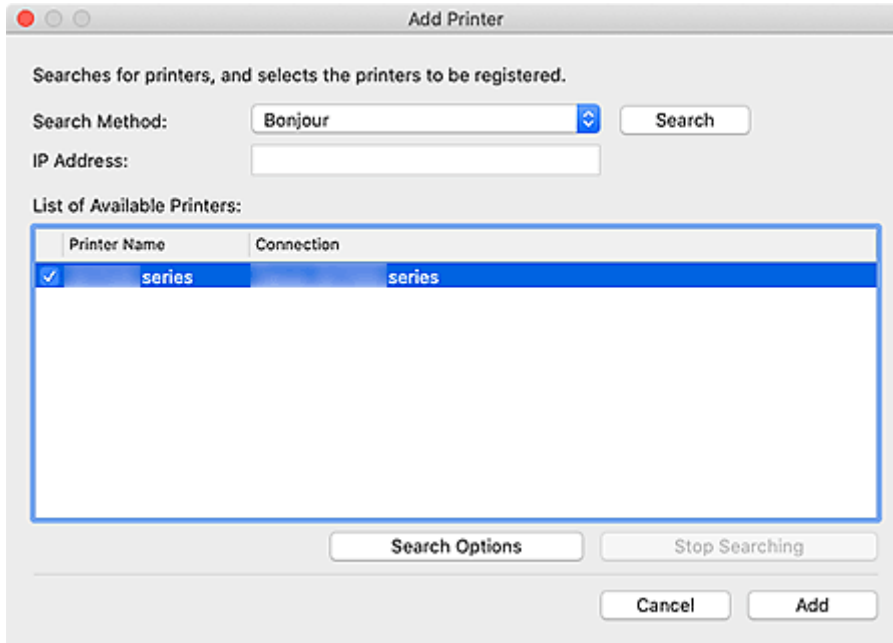 Add Printer
Searches for printers, and selects the printers to be registered.
Search Method: Bonjour Search
IP Address:
List of Available Printers:
Printer Name Connection
series series
Search Options Stop Searching
Cancel Add